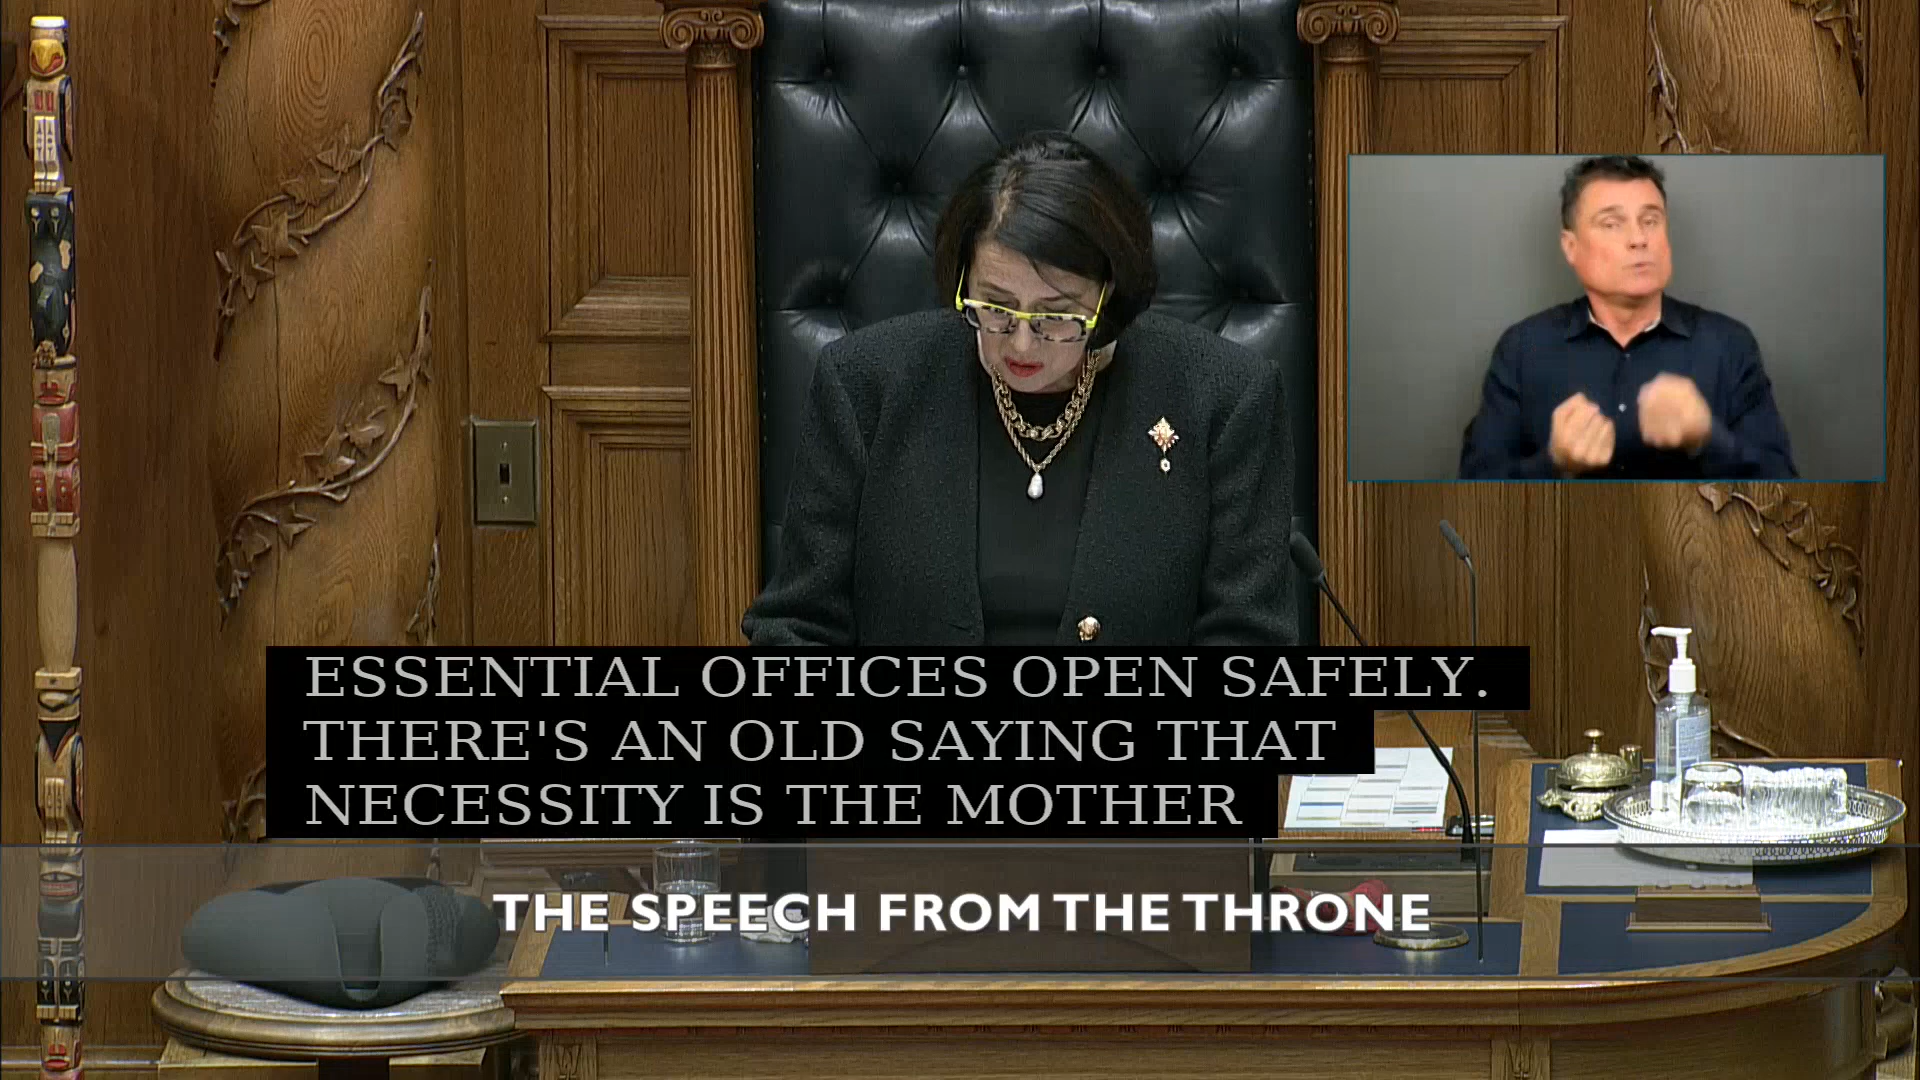 ESSENTIAL OFFICES OPEN SAFELY.
THERE'S AN OLD SAYING THAT
NECESSITY IS THE MOTHER
THE SPEECH FROM THE THRONE